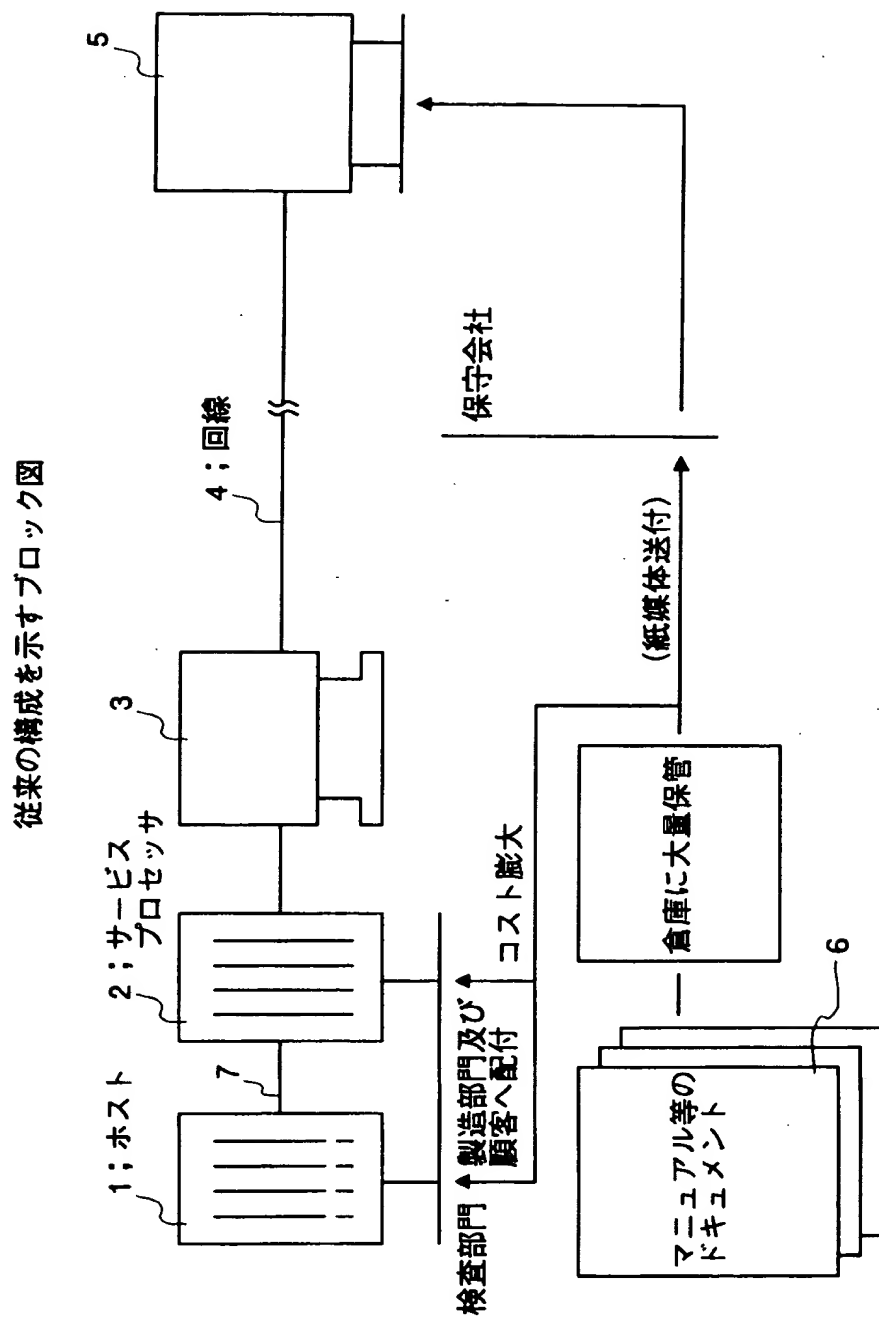 従来の構成を示すブロック図
1；ホスト
2；サービス
プロセッサ
3
4；回線
5
7
検査部門
製造部門及び
顧客へ配付
コスト膨大
(紙媒体送付)
保守会社
マニュアル等の
ドキュメント
6
倉庫に大量保管